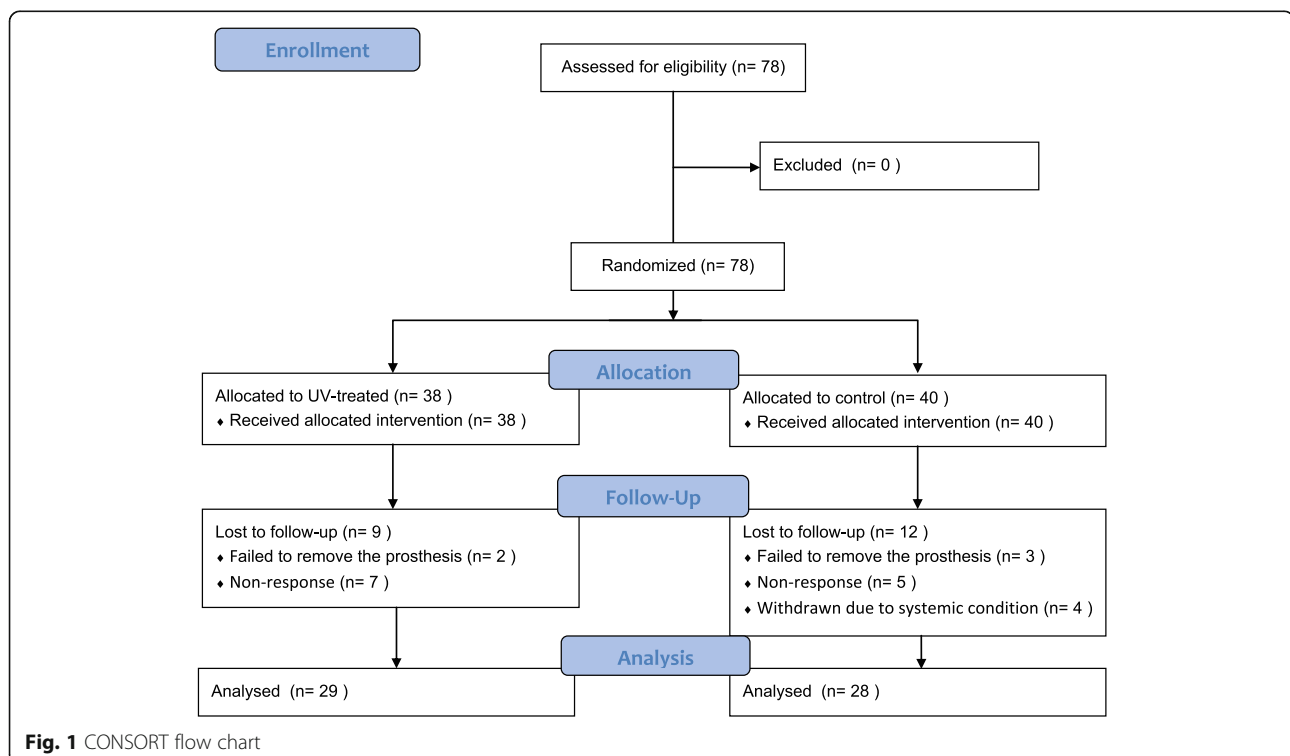 Enrollment
Assessed for eligibility (n= 78)
Excluded (n= 0 )
Randomized (n= 78)
Allocation
Allocated to UV-treated (n= 38 )
♦ Received allocated intervention (n= 38 )
Allocated to control (n= 40 )
♦ Received allocated intervention (n= 40 )
Follow-Up
Lost to follow-up (n= 9 )
♦ Failed to remove the prosthesis (n= 2 )
♦ Non-response (n= 7 )
Lost to follow-up (n= 12 )
♦ Failed to remove the prosthesis (n= 3 )
♦ Non-response (n= 5 )
♦ Withdrawn due to systemic condition (n= 4 )
Analysis
Analysed (n= 29 )
Analysed (n= 28 )
Fig. 1 CONSORT flow chart